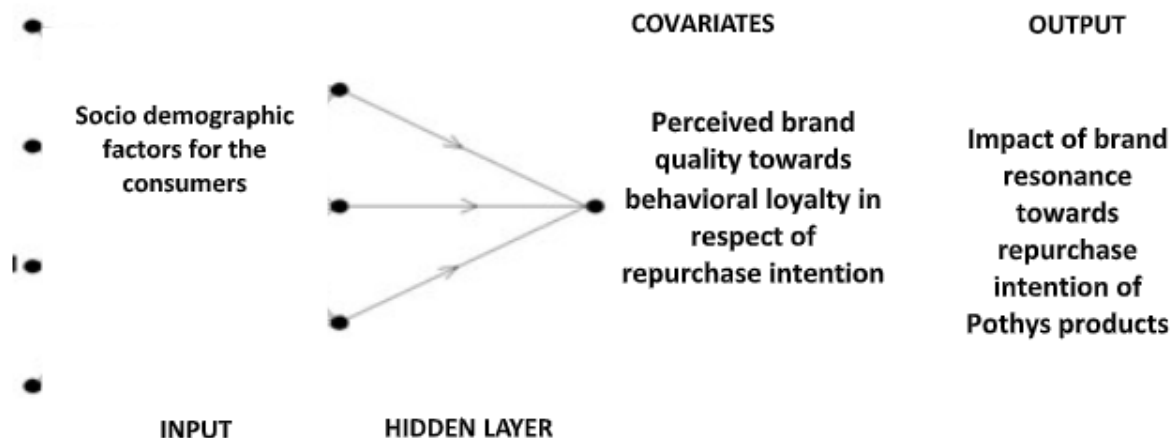 COVARIATES
OUTPUT
Socio demographic
factors for the
consumers
Perceived brand
quality towards
behavioral loyalty in
respect of
repurchase intention
Impact of brand
resonance
towards
repurchase
intention of
Pothys products
INPUT
HIDDEN LAYER